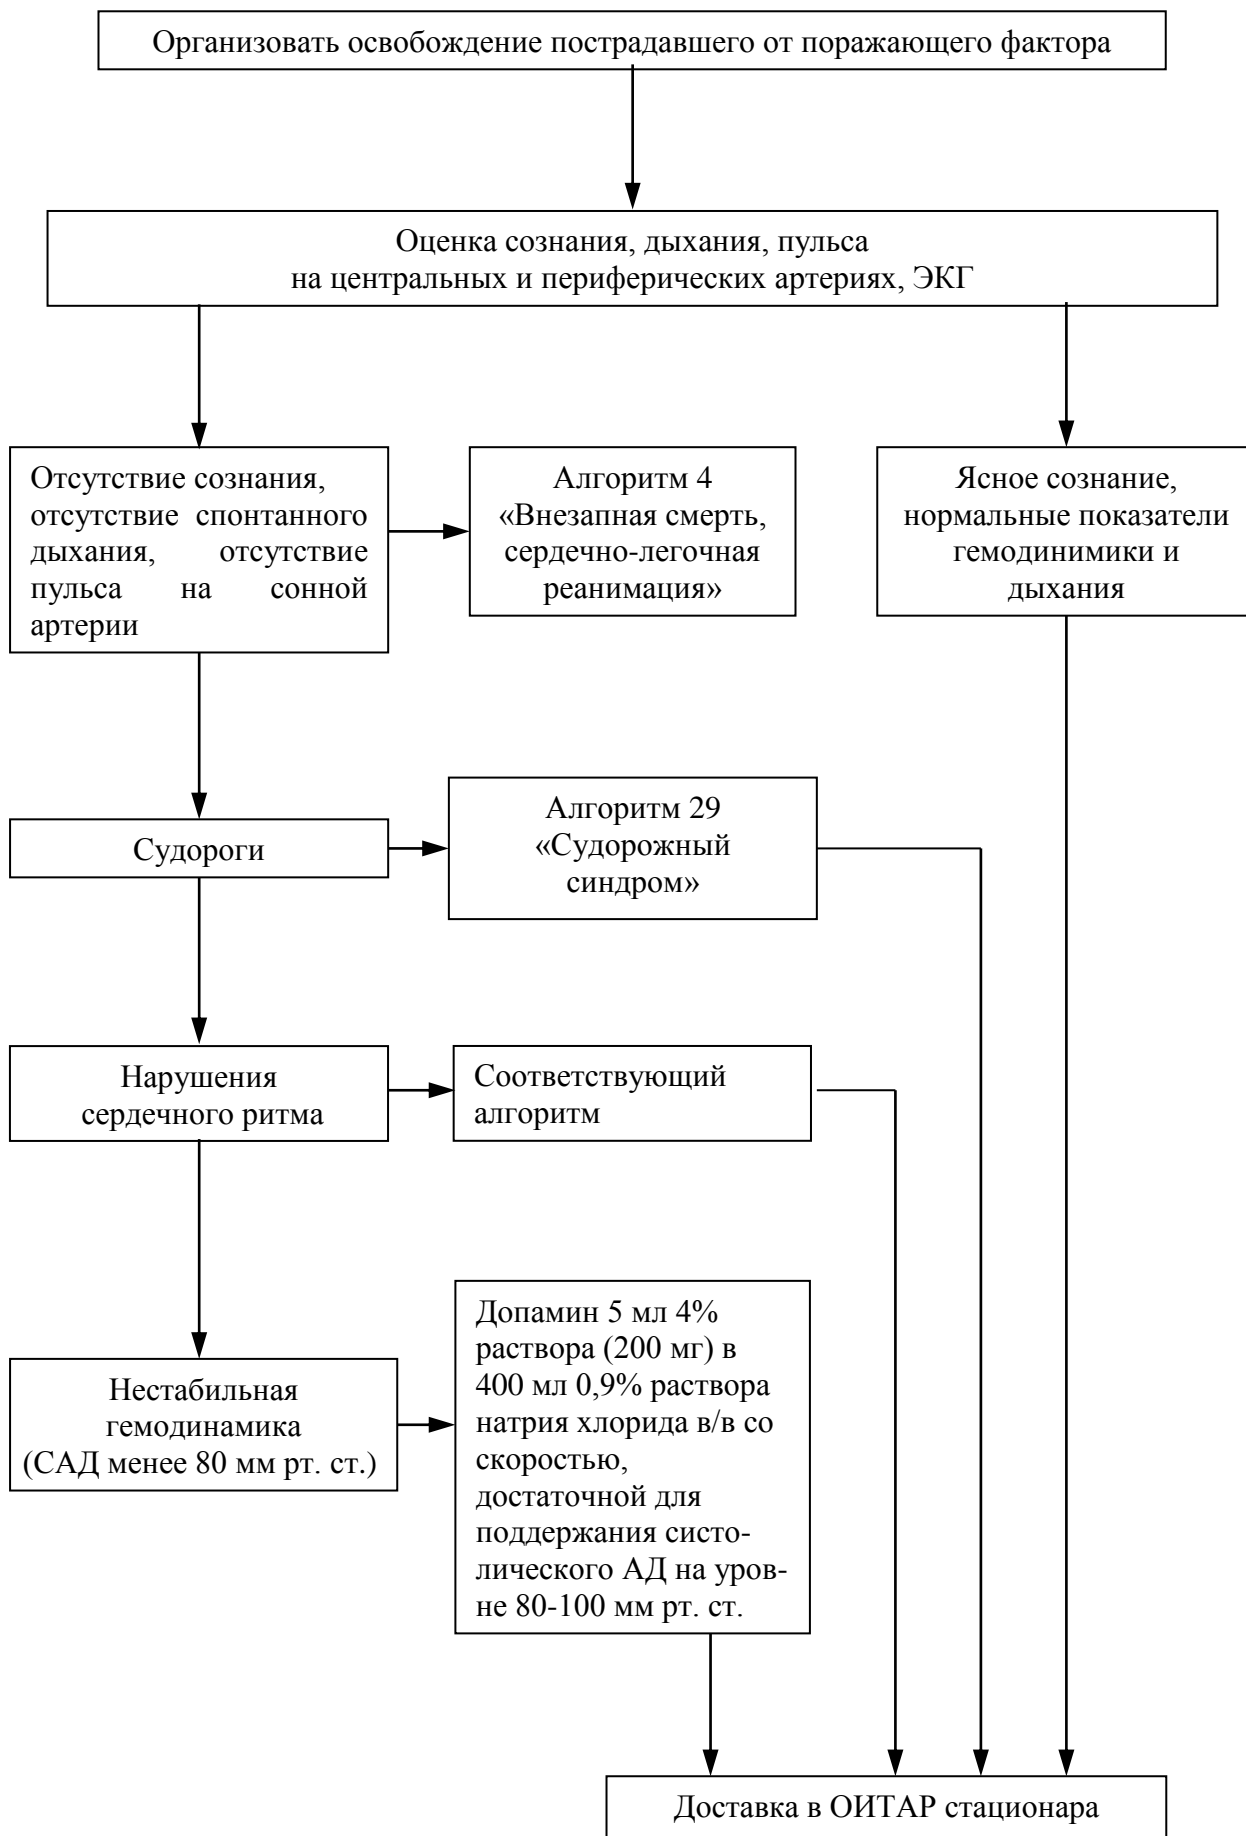 Организовать освобождение пострадавшего от поражающего фактора
Оценка сознания, дыхания, пульса
на центральных и периферических артериях, ЭКГ
Отсутствие сознания,
отсутствие спонтанного
дыхания, отсутствие
пульса на сонной
артерии
Алгоритм 4
«Внезапная смерть,
сердечно-легочная
реанимация»
Ясное сознание,
нормальные показатели
гемодинимики и
дыхания
Судороги
Алгоритм 29
«Судорожный
синдром»
Нарушения
сердечного ритма
Соответствующий
алгоритм
Нестабильная
гемодинамика
(САД менее 80 мм рт. ст.)
Допамин 5 мл 4%
раствора (200 мг) в
400 мл 0,9% раствора
натрия хлорида в/в со
скоростью,
достаточной для
поддержания систо-
лического АД на уров-
не 80-100 мм рт. ст.
Доставка в ОИТАР стационара